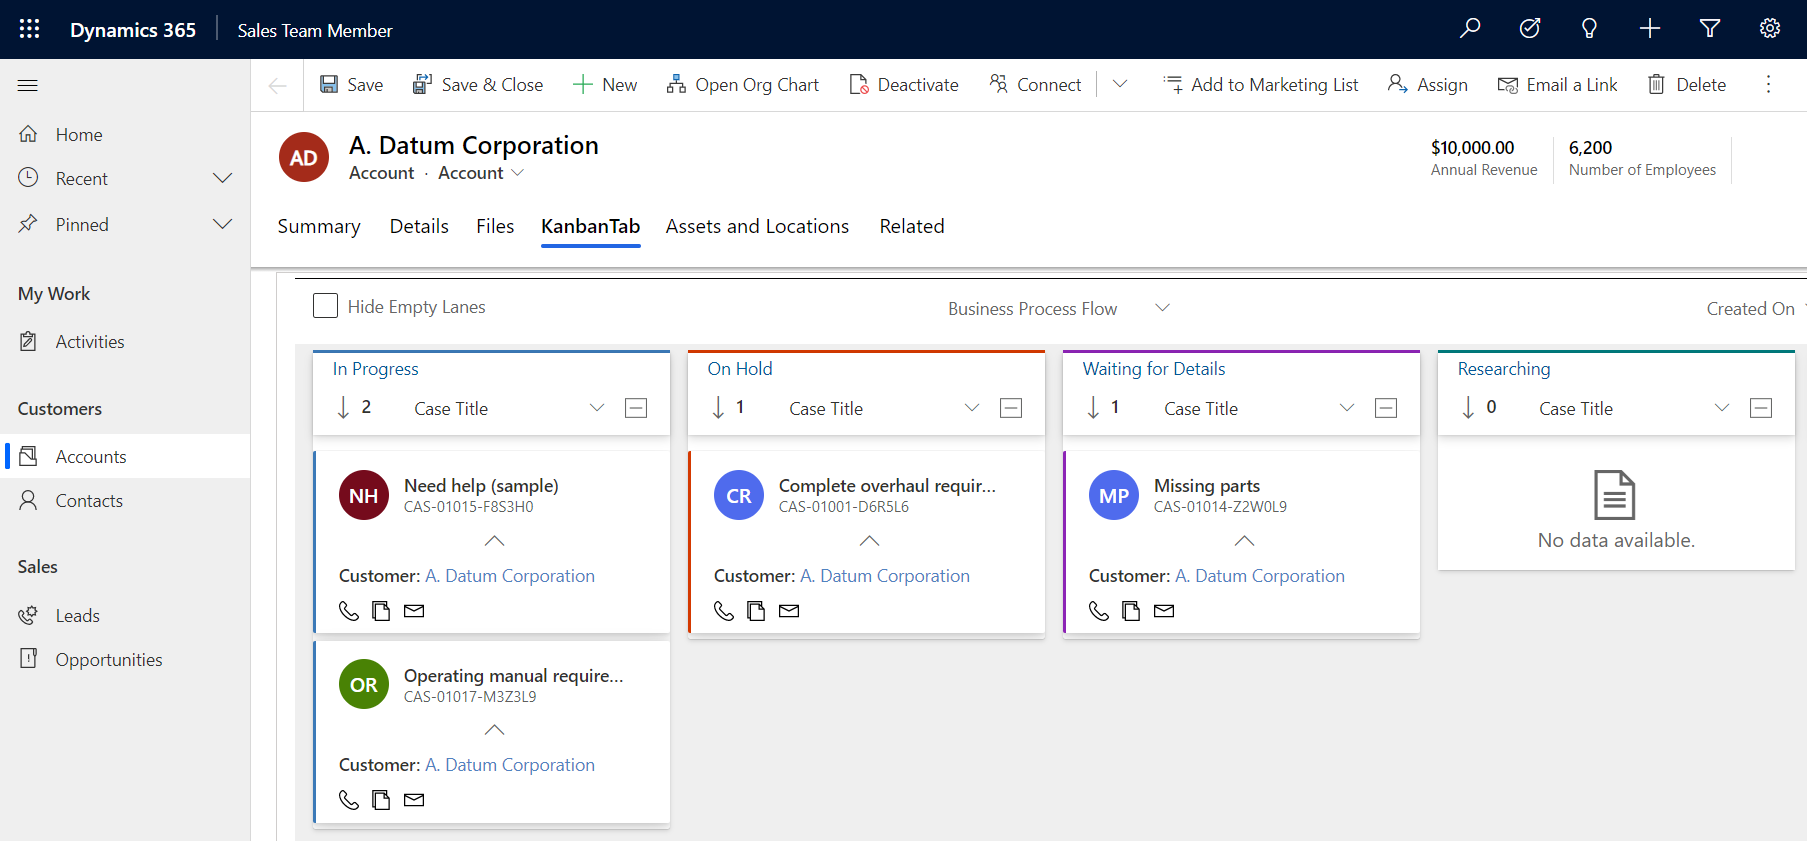 Dynamics 365 Sales Team Member
Save Save & Close New Open Org Chart Deactivate Connect Add to Marketing List Assign Email a Link Delete
Home
Recent
Pinned
My Work
Activities
Customers
Accounts
Contacts
Sales
Leads
Opportunities
AD
A. Datum Corporation
Account · Account
$10,000.00
Annual Revenue
6,200
Number of Employees
Summary Details Files KanbanTab Assets and Locations Related
Hide Empty Lanes Business Process Flow Created On
In Progress
2 Case Title
NH
Need help (sample)
CAS-01015-F8S3H0
Customer: A. Datum Corporation
OR
Operating manual require...
CAS-01017-M3Z3L9
Customer: A. Datum Corporation
On Hold
1 Case Title
CR
Complete overhaul requir...
CAS-01001-D6R5L6
Customer: A. Datum Corporation
Waiting for Details
1 Case Title
MP
Missing parts
CAS-01014-Z2W0L9
Customer: A. Datum Corporation
Researching
0 Case Title
No data available.